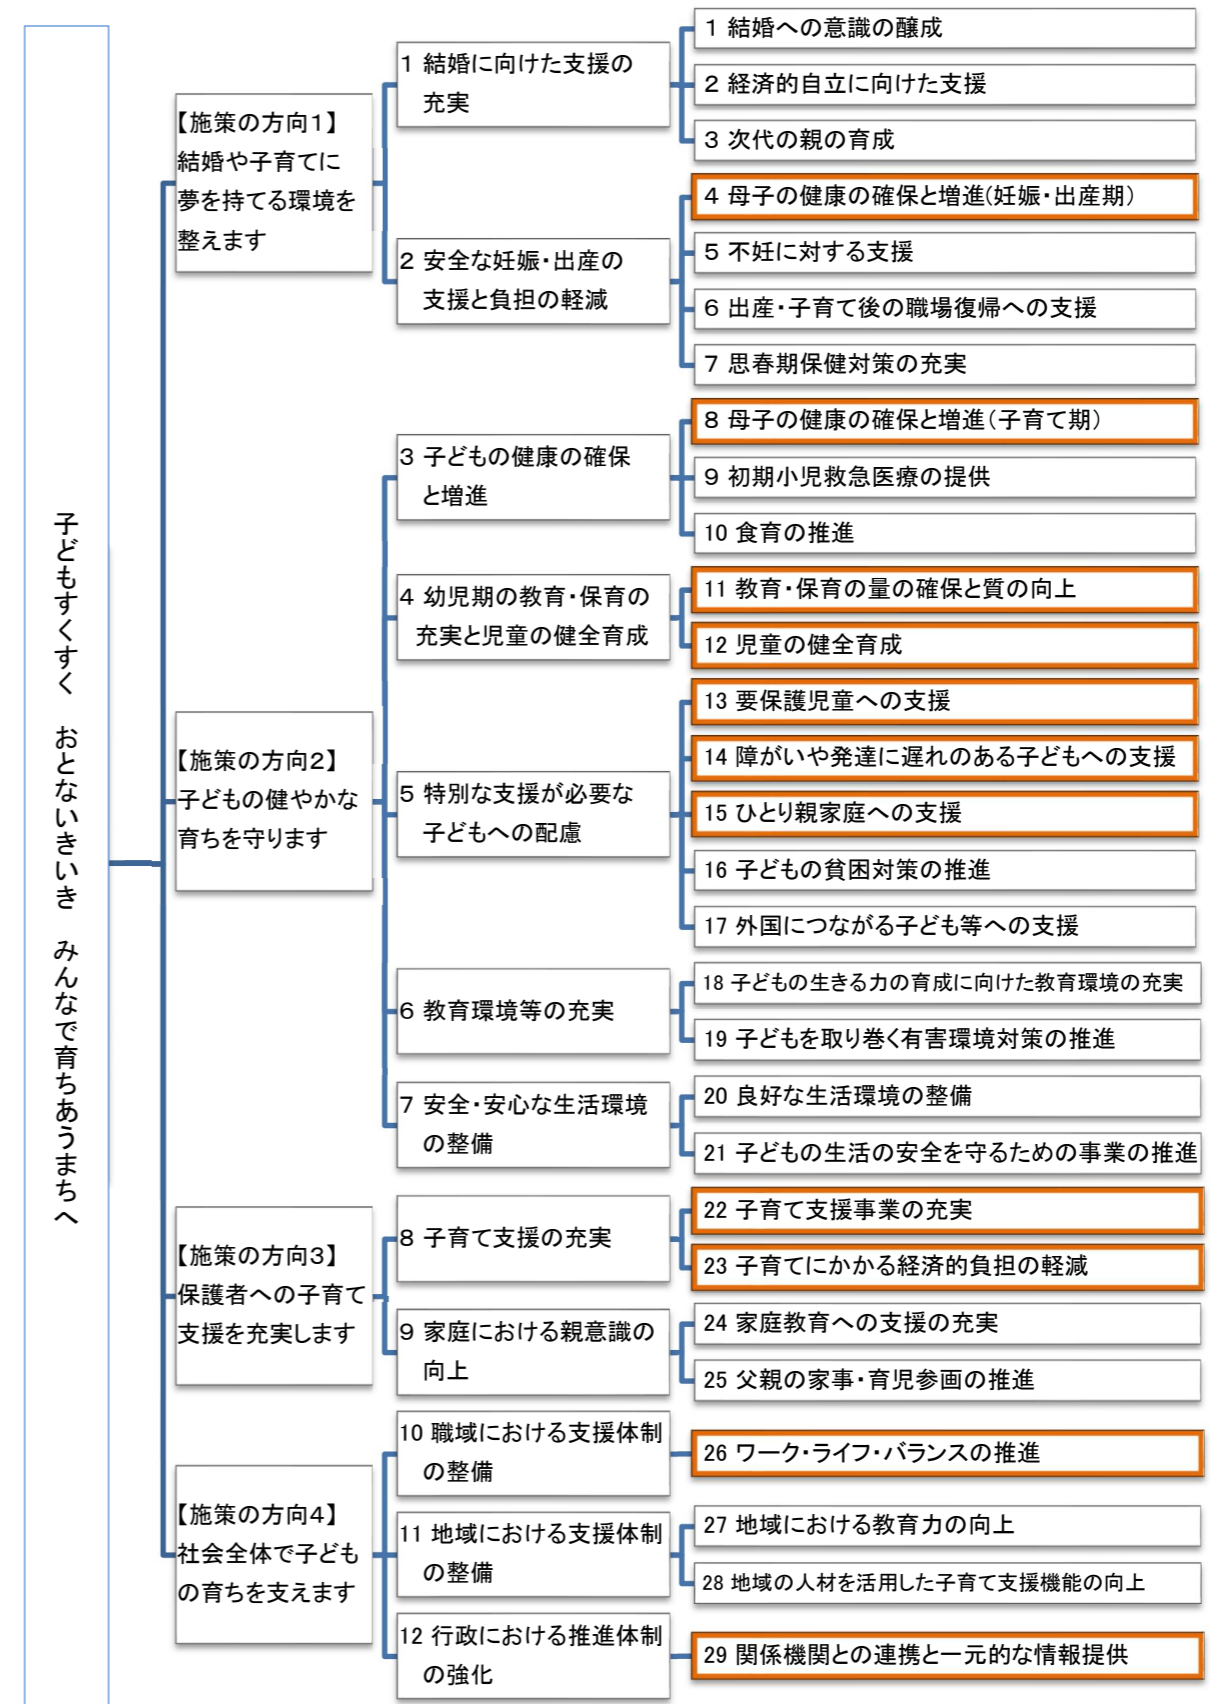 子どもすくすく　おとないきいき　みんなで育ちあうまちへ
【施策の方向1】
結婚や子育てに
夢を持てる環境を
整えます
1 結婚に向けた支援の
充実
1 結婚への意識の醸成
2 経済的自立に向けた支援
3 次代の親の育成
2 安全な妊娠・出産の
支援と負担の軽減
4 母子の健康の確保と増進(妊娠・出産期)
5 不妊に対する支援
6 出産・子育て後の職場復帰への支援
7 思春期保健対策の充実
【施策の方向2】
子どもの健やかな
育ちを守ります
3 子どもの健康の確保
と増進
8 母子の健康の確保と増進(子育て期)
9 初期小児救急医療の提供
10 食育の推進
4 幼児期の教育・保育の
充実と児童の健全育成
11 教育・保育の量の確保と質の向上
12 児童の健全育成
5 特別な支援が必要な
子どもへの配慮
13 要保護児童への支援
14 障がいや発達に遅れのある子どもへの支援
15 ひとり親家庭への支援
16 子どもの貧困対策の推進
17 外国につながる子ども等への支援
6 教育環境等の充実
18 子どもの生きる力の育成に向けた教育環境の充実
19 子どもを取り巻く有害環境対策の推進
7 安全・安心な生活環境
の整備
20 良好な生活環境の整備
21 子どもの生活の安全を守るための事業の推進
【施策の方向3】
保護者への子育て
支援を充実します
8 子育て支援の充実
22 子育て支援事業の充実
23 子育てにかかる経済的負担の軽減
9 家庭における親意識の
向上
24 家庭教育への支援の充実
25 父親の家事・育児参画の推進
【施策の方向4】
社会全体で子ども
の育ちを支えます
10 職域における支援体制
の整備
26 ワーク・ライフ・バランスの推進
11 地域における支援体制
の整備
27 地域における教育力の向上
28 地域の人材を活用した子育て支援機能の向上
12 行政における推進体制
の強化
29 関係機関との連携と一元的な情報提供